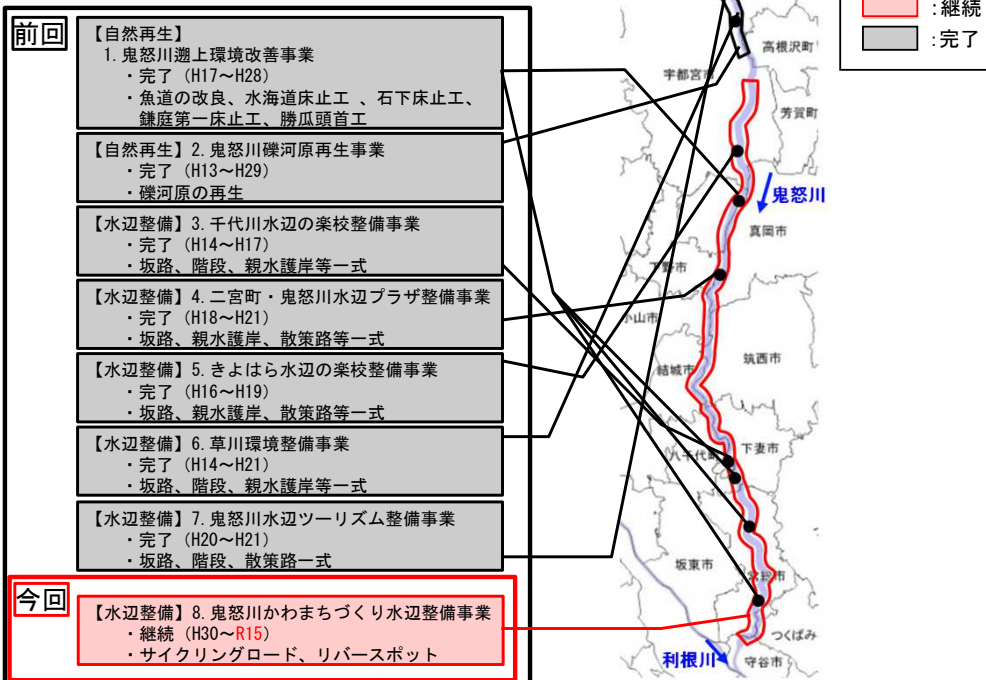 前回
【自然再生】
1. 鬼怒川遡上環境改善事業
・完了（H17～H28）
・魚道の改良、水海道床止工 、石下床止工、
鎌庭第一床止工、勝瓜頭首工
【自然再生】2. 鬼怒川礫河原再生事業
・完了（H13～H29）
・礫河原の再生
【水辺整備】3. 千代川水辺の楽校整備事業
・完了（H14～H17）
・坂路、階段、親水護岸等一式
【水辺整備】4. 二宮町・鬼怒川水辺プラザ整備事業
・完了（H18～H21）
・坂路、親水護岸、散策路等一式
【水辺整備】5. きよはら水辺の楽校整備事業
・完了（H16～H19）
・坂路、親水護岸、散策路等一式
【水辺整備】6. 草川環境整備事業
・完了（H14～H21）
・坂路、階段、親水護岸等一式
【水辺整備】7. 鬼怒川水辺ツーリズム整備事業
・完了（H20～H21）
・坂路、階段、散策路一式
今回
【水辺整備】8. 鬼怒川かわまちづくり水辺整備事業
・継続（H30～R15）
・サイクリングロード、リバースポット
:継続
:完了
高根沢町
宇都宮市
芳賀町
鬼怒川
真岡市
下野市
小山市
筑西市
結城市
下妻市
八千代町
坂東市
常総市
つくばみ
利根川
守谷市